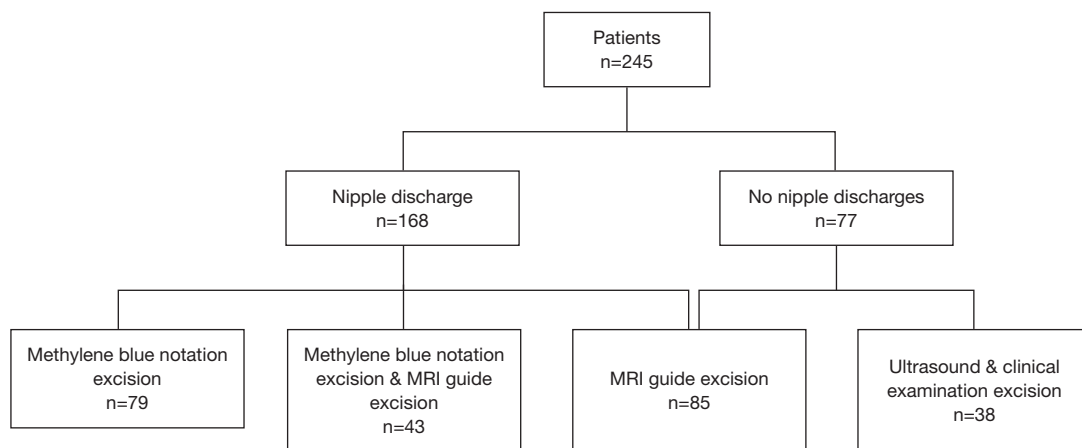 Patients
n=245
Nipple discharge
n=168
No nipple discharges
n=77
Methylene blue notation
excision
n=79
Methylene blue notation
excision & MRI guide
excision
n=43
MRI guide excision
n=85
Ultrasound & clinical
examination excision
n=38